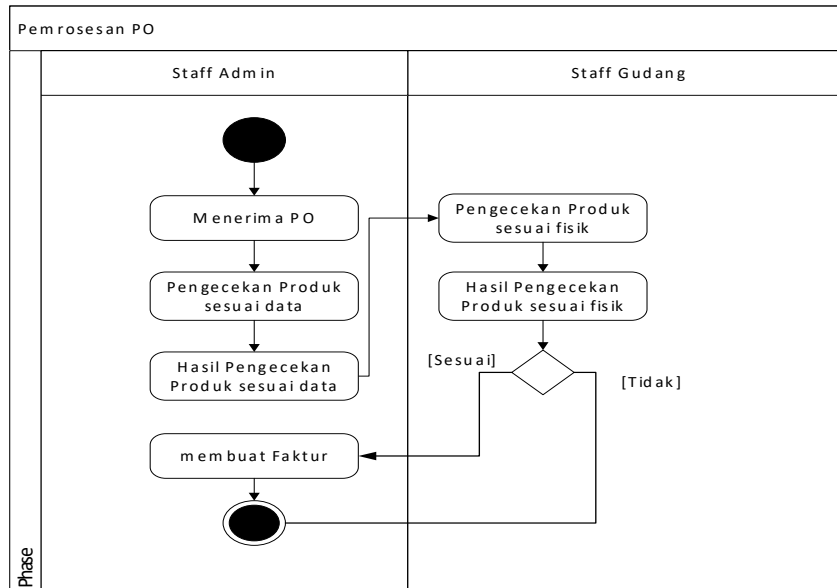 Pemrosesan PO
Staff Admin
Staff Gudang
Menerima PO
Pengecekan Produk
sesuai data
Hasil Pengecekan
Produk sesuai data
Pengecekan Produk
sesuai fisik
Hasil Pengecekan
Produk sesuai fisik
[Sesuai]
[Tidak]
membuat Faktur
Phase